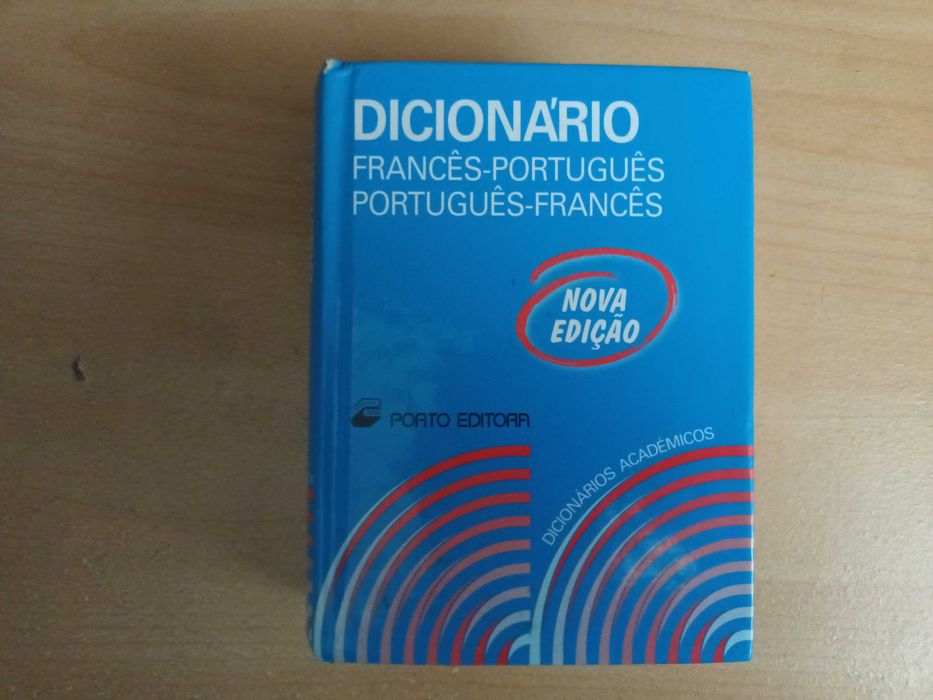 DICIONÁRIO
FRANCÊS-PORTUGUÊS
PORTUGUÊS-FRANCÊS
NOVA
EDIÇÃO
PORTO EDITORA
DICIONÁRIOS ACADÉMICOS